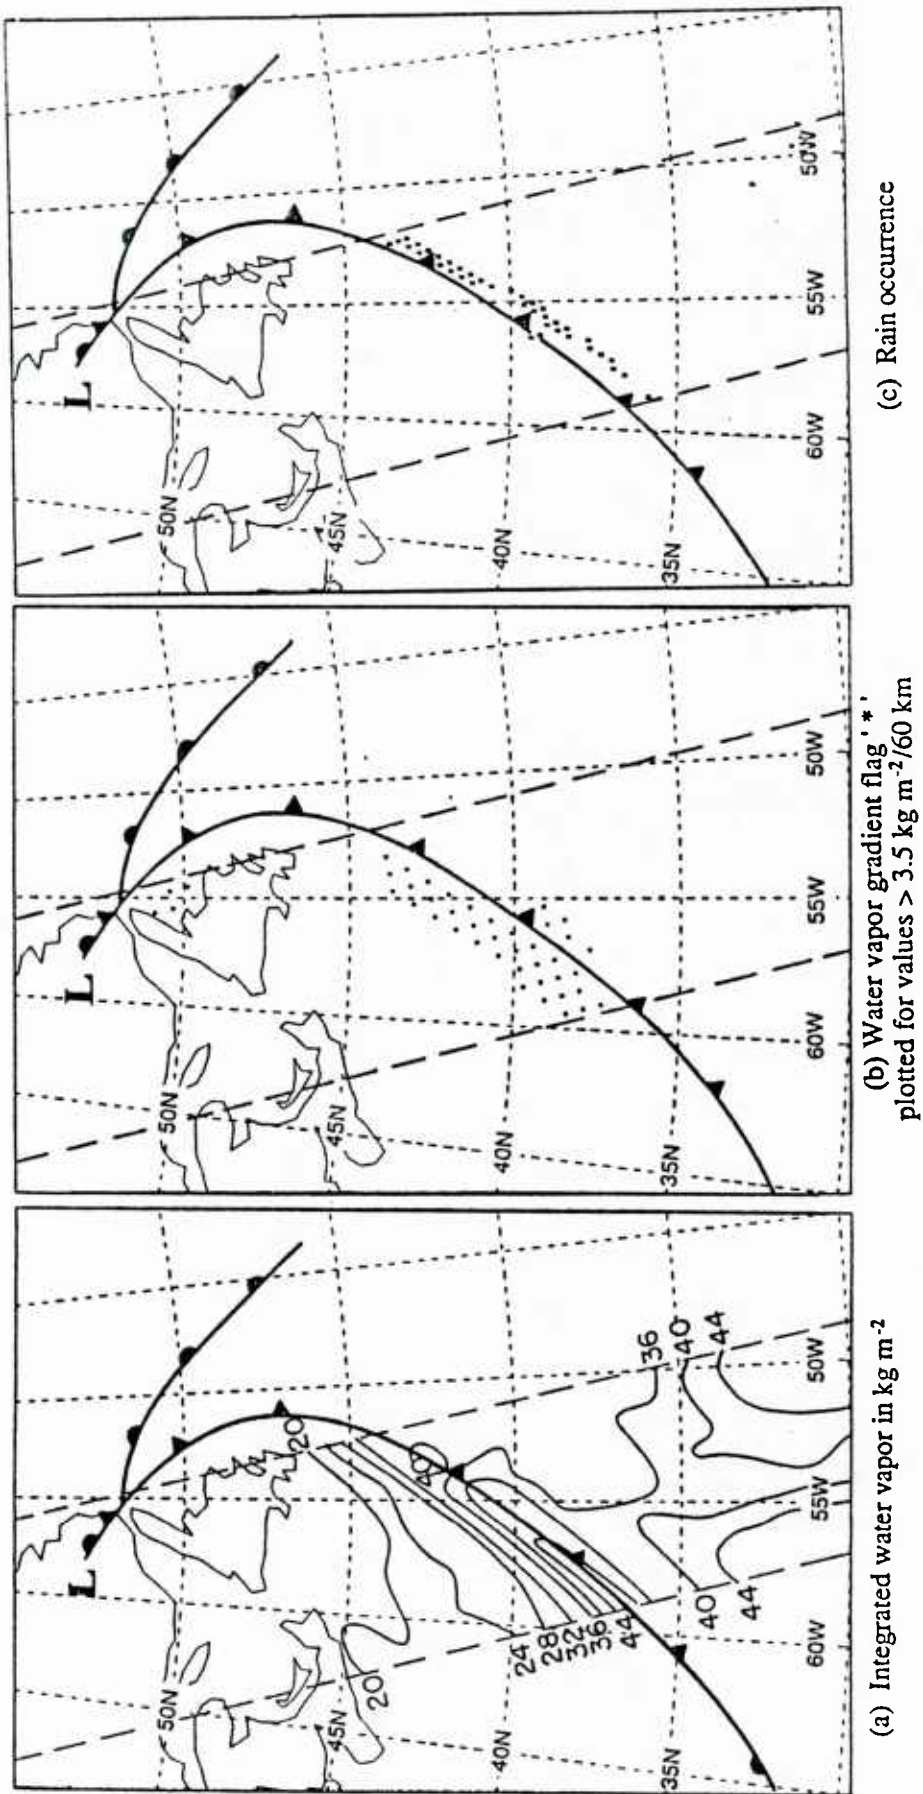 L
50N
45N
40N
35N
60W
55W
50W
20
20
24
28
32
36
44
40
40
44
36
40
44
(a) Integrated water vapor in kg m⁻²
L
50N
45N
40N
35N
60W
55W
50W
(b) Water vapor gradient flag '*'
plotted for values > 3.5 kg m⁻²/60 km
L
50N
45N
40N
35N
60W
55W
50W
(c) Rain occurrence